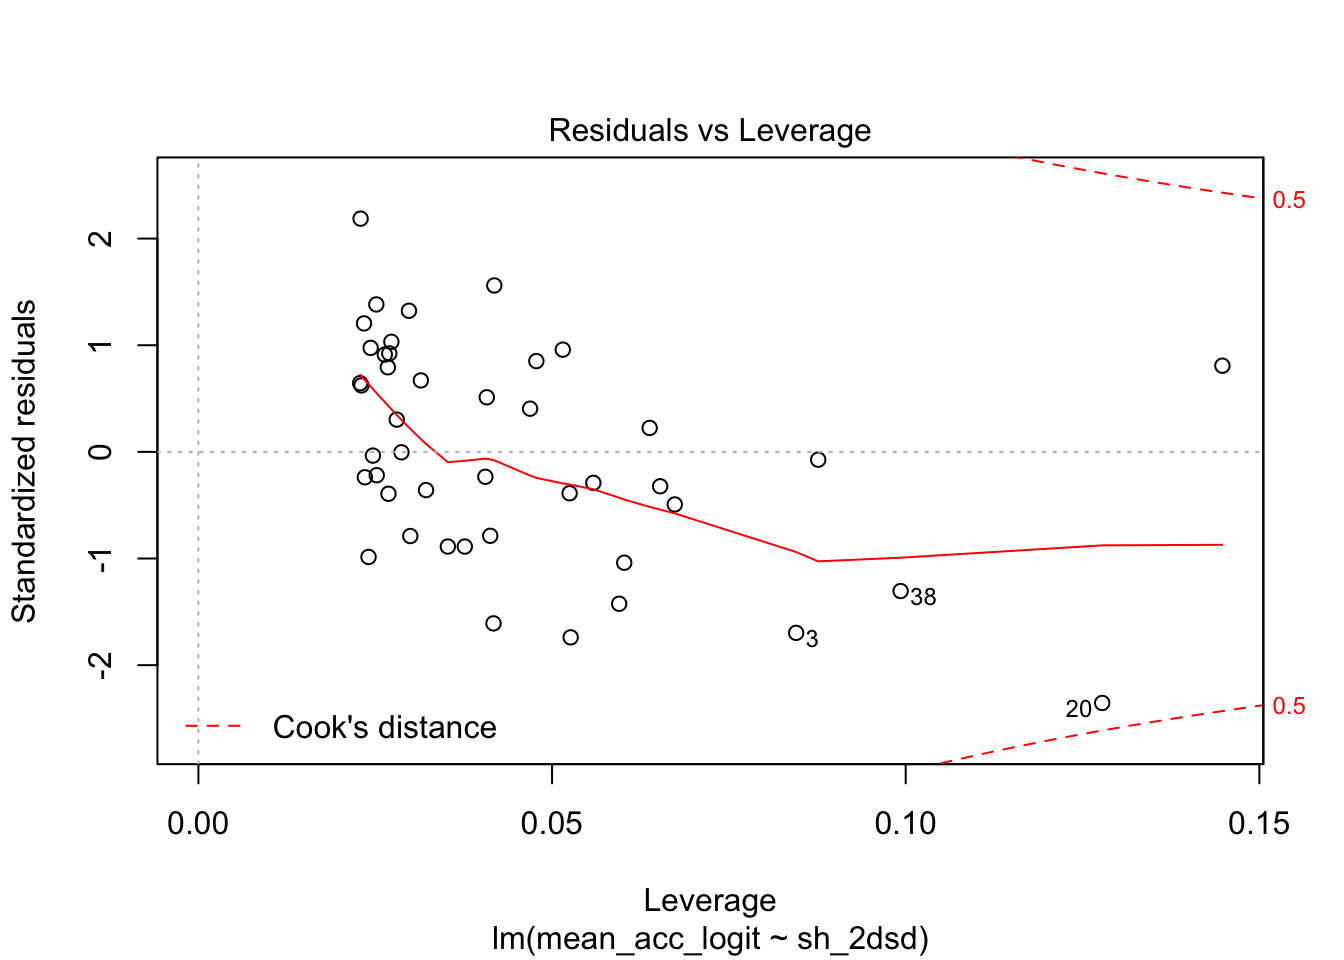 Residuals vs Leverage
Standardized residuals
2
1
0
-1
-2
0.5
0.5
38
3
20
Cook's distance
0.00 0.05 0.10 0.15
Leverage
lm(mean_acc_logit ~ sh_2dsd)